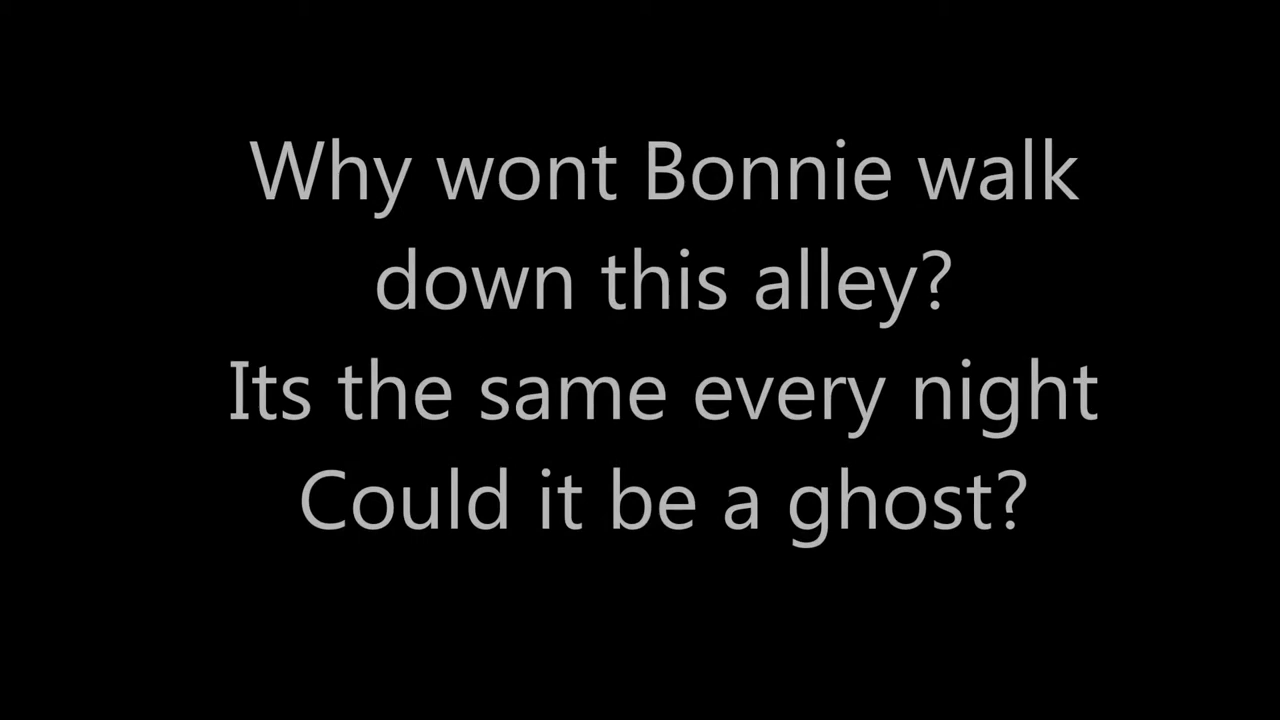 Why wont Bonnie walk
down this alley?
Its the same every night
Could it be a ghost?